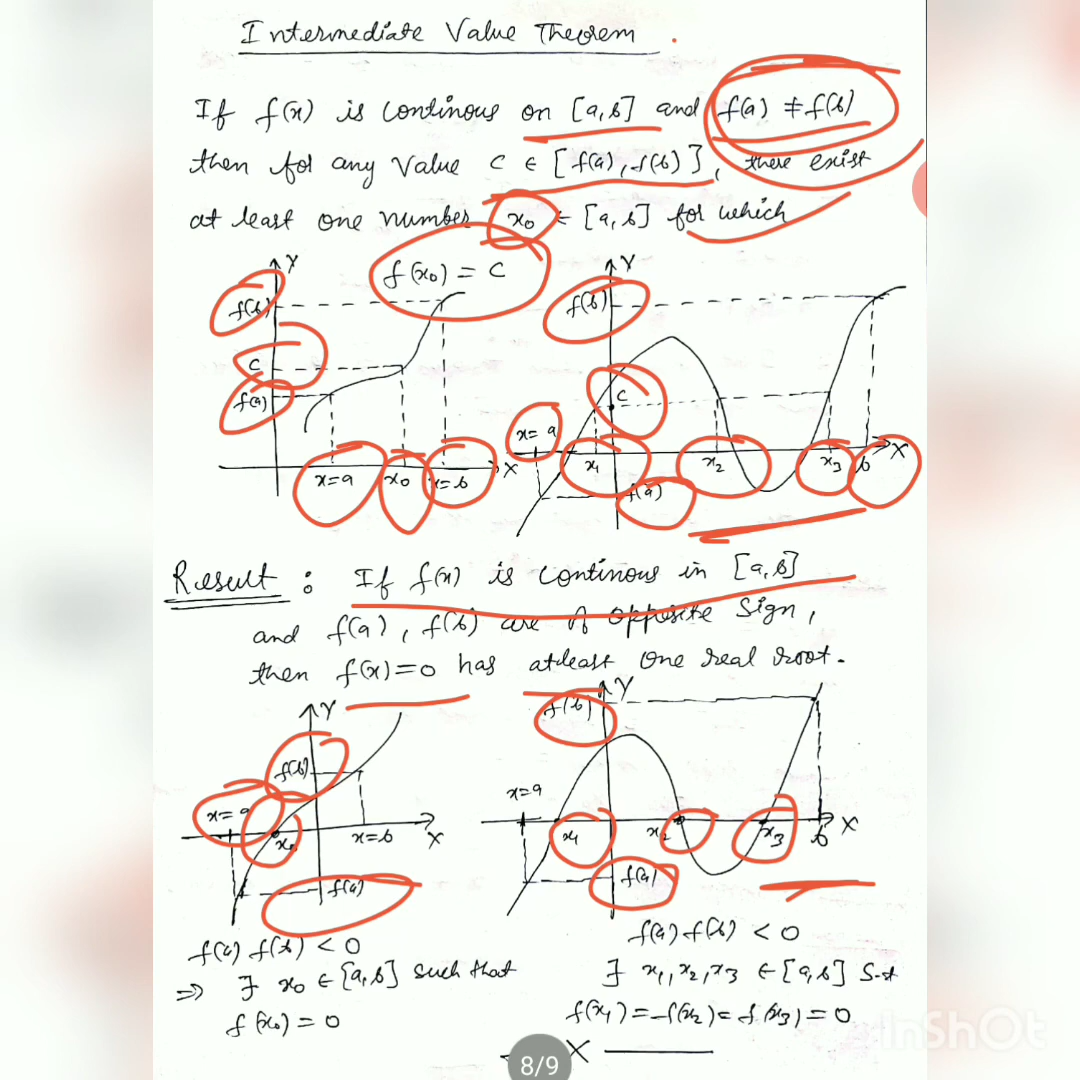 Intermediate Value Theorem.
If f(x) is continous on [a,b] and f(a) ≠ f(b)
then for any value c ∈ [f(a), f(b)], there exist
at least one number x₀ ∈ [a,b] for which
f(x₀) = c
Y
f(b)
c
f(a)
x=a
x₀
x=b
X
Y
f(b)
c
x=a
x₁
x₂
x₃
b
X
f(a)
Result : If f(x) is continous in [a,b]
and f(a), f(b) are of opposite sign,
then f(x)=0 has atleast one real root.
Y
f(b)
x=a
x₀
x=b
X
f(a)
Y
f(b)
x=a
x₁
x₂
x₃
b
X
f(a)
f(a) f(b) < 0
⇒ ∃ x₀ ∈ [a,b] such that
f(x₀) = 0
f(a) f(b) < 0
∃ x₁, x₂, x₃ ∈ [a,b] s.t
f(x₁) = f(x₂) = f(x₃) = 0
X
8/9
InShOt